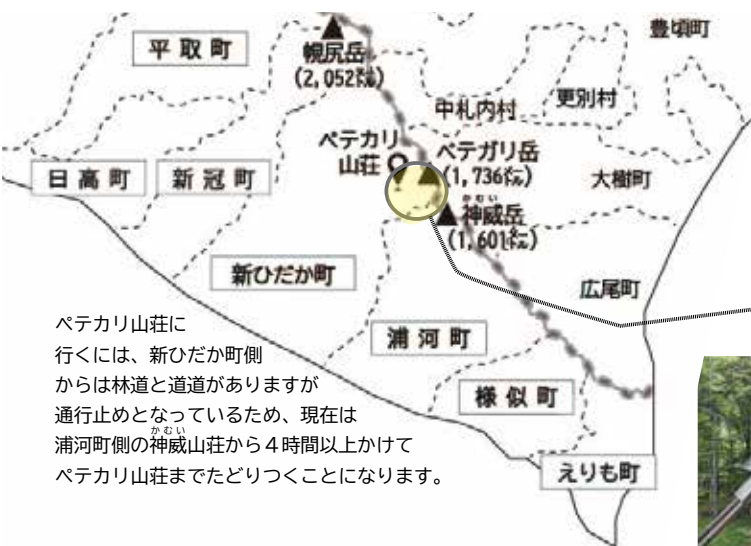 豊頃町
平取町
幌尻岳
(2,052㍍)
更別村
中札内村
ペテカリ
山荘
ペテガリ岳
(1,736㍍)
大樹町
日高町
新冠町
かむい
神威岳
(1,601㍍)
新ひだか町
広尾町
浦河町
様似町
えりも町
ペテカリ山荘に
行くには、新ひだか町側
からは林道と道道がありますが
通行止めとなっているため、現在は
かむい
浦河町側の神威山荘から4時間以上かけて
ペテカリ山荘までたどりつくことになります。